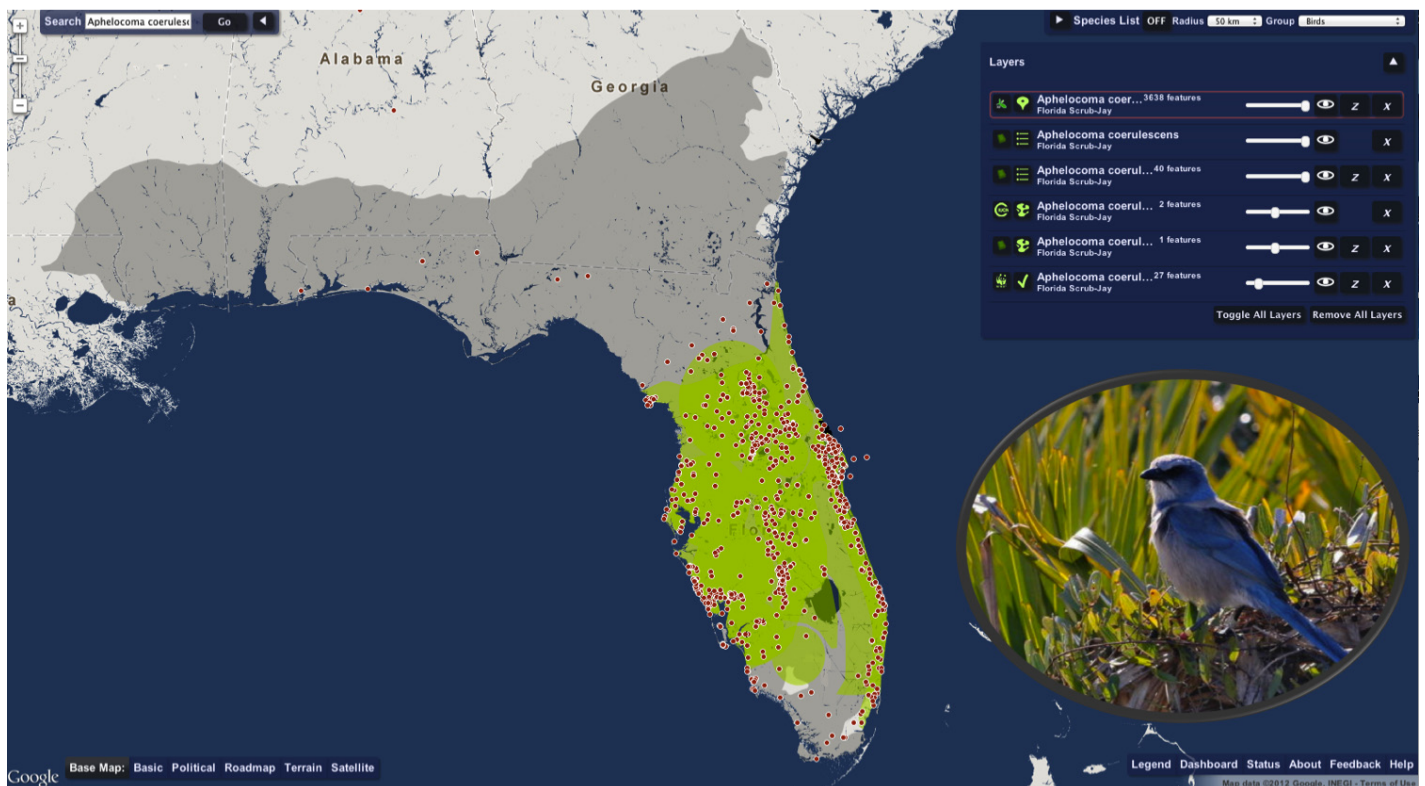 Search Aphelocoma coerules Go
Species List OFF Radius 50 km Group Birds
Alabama
Georgia
Layers
Aphelocoma coer... 3638 features
Florida Scrub-Jay
z x
Aphelocoma coerulescens
Florida Scrub-Jay
x
Aphelocoma coerul... 40 features
Florida Scrub-Jay
z x
Aphelocoma coerul... 2 features
Florida Scrub-Jay
x
Aphelocoma coerul... 1 features
Florida Scrub-Jay
z x
Aphelocoma coerul... 27 features
Florida Scrub-Jay
z x
Toggle All Layers Remove All Layers
a
Flo
Google
Base Map: Basic Political Roadmap Terrain Satellite
Legend Dashboard Status About Feedback Help
Map data ©2012 Google, INEGI - Terms of Use